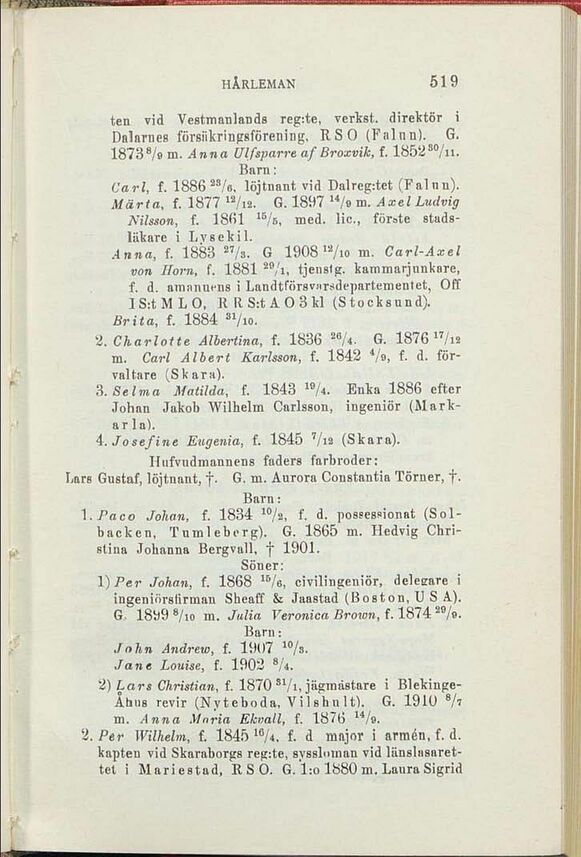 HÅRLEMAN 519
ten vid Vestmanlands reg:te, verkst. direktör i
Dalarnes försäkringsförening, R S O (Falun). G.
1873 8/9 m. Anna Ulfsparre af Broxvik, f. 1852 30/11.
Barn:
Carl, f. 1886 23/6, löjtnant vid Dalreg:tet (Falun).
Märta, f. 1877 12/12. G. 1897 14/9 m. Axel Ludvig
Nilsson, f. 1861 15/5, med. lic., förste stads-
läkare i Lysekil.
Anna, f. 1883 27/3. G 1908 12/10 m. Carl-Axel
von Horn, f. 1881 29/1, tjenstg. kammarjunkare,
f. d. amanuens i Landtförsvarsdepartementet, Off
IS:t M L O, R R S:t A O 3 kl (Stocksund).
Brita, f. 1884 31/10.
2. Charlotte Albertina, f. 1836 26/4. G. 1876 17/12
m. Carl Albert Karlsson, f. 1842 4/9, f. d. för-
valtare (Skara).
3. Selma Matilda, f. 1843 19/4. Enka 1886 efter
Johan Jakob Wilhelm Carlsson, ingeniör (Mark-
arla).
4. Josefine Eugenia, f. 1845 7/12 (Skara).
Hufvudmannens faders farbroder:
Lars Gustaf, löjtnant, †. G. m. Aurora Constantia Törner, †.
Barn:
1. Paco Johan, f. 1834 10/2, f. d. possessionat (Sol-
backen, Tumleberg). G. 1865 m. Hedvig Chri-
stina Johanna Bergvall, † 1901.
Söner:
1) Per Johan, f. 1868 15/6, civilingeniör, delegare i
ingeniörsfirman Sheaff & Jaastad (Boston, U S A).
G. 1899 8/10 m. Julia Veronica Brown, f. 1874 29/9.
Barn:
John Andrew, f. 1907 10/3.
Jane Louise, f. 1902 8/4.
2) Lars Christian, f. 1870 31/1, jägmästare i Blekinge-
Åhus revir (Nyteboda, Vilshult). G. 1910 8/7
m. Anna Maria Ekvall, f. 1876 14/9.
2. Per Wilhelm, f. 1845 16/4, f. d major i armén, f. d.
kapten vid Skaraborgs reg:te, syssloman vid länslasaret-
tet i Mariestad, R S O. G. 1:o 1880 m. Laura Sigrid